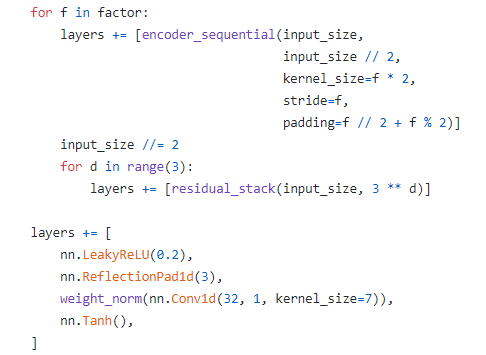 for f in factor:
    layers += [encoder_sequential(input_size,
                                  input_size // 2,
                                  kernel_size=f * 2,
                                  stride=f,
                                  padding=f // 2 + f % 2)]
    input_size //= 2
    for d in range(3):
        layers += [residual_stack(input_size, 3 ** d)]

layers += [
    nn.LeakyReLU(0.2),
    nn.ReflectionPad1d(3),
    weight_norm(nn.Conv1d(32, 1, kernel_size=7)),
    nn.Tanh(),
]